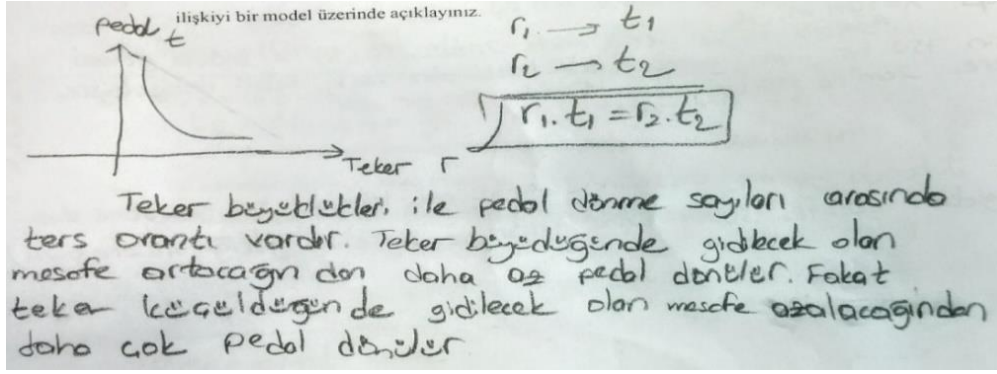 ilişkiyi bir model üzerinde açıklayınız.
pedal t
r₁ → t₁
r₂ → t₂
r₁.t₁ = r₂.t₂
Teker r
Teker büyüklükleri ile pedal dönme sayıları arasında
ters orantı vardır. Teker büyüdüğünde gidilecek olan
mesafe artacağından daha az pedal döndler. Fakat
teker küçüldüğünde gidilecek olan mesafe azalacağından
daha çok pedal dönülür